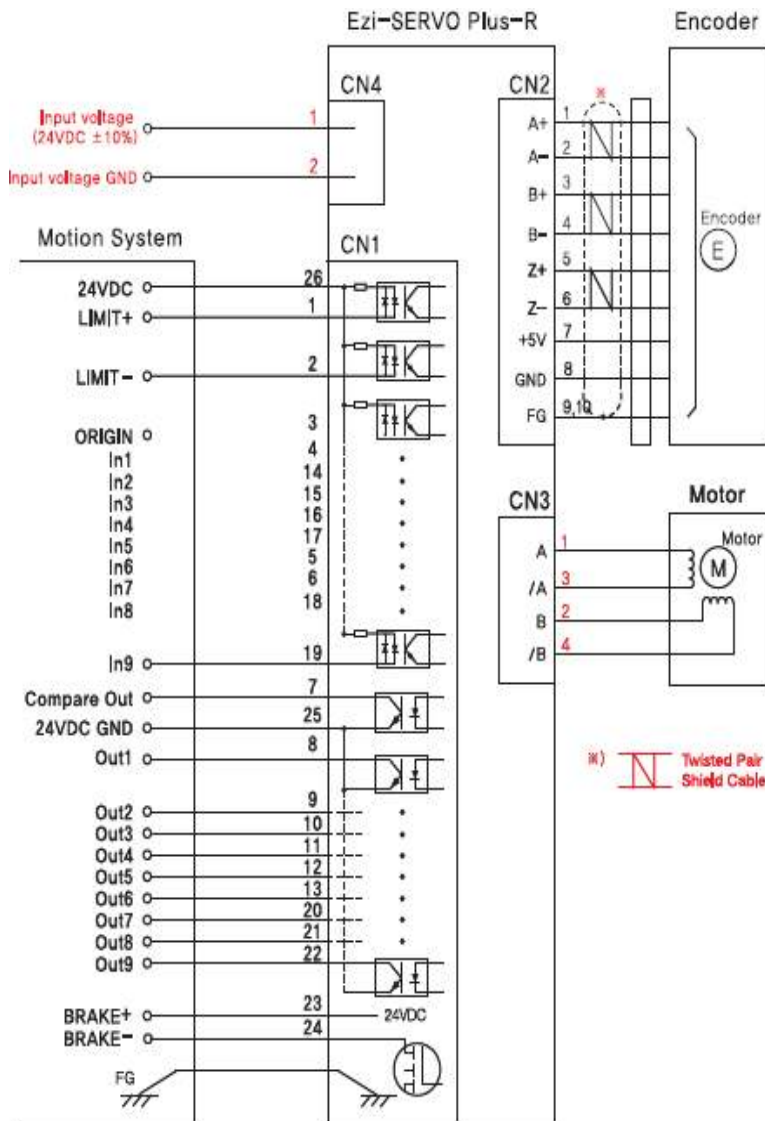 Ezi-SERVO Plus-R
Encoder
CN4
CN2
※
Input voltage
(24VDC ±10%)
1
Input voltage GND
2
A+ 1
A- 2
B+ 3
B- 4
Z+ 5
Z- 6
+5V 7
GND 8
FG 9,10
Encoder
E
Motion System
CN1
24VDC 26
LIMIT+ 1
LIMIT- 2
ORIGIN 3
In1 4
In2 14
In3 15
In4 16
In5 17
In6 5
In7 6
In8 18
In9 19
Compare Out 7
24VDC GND 25
Out1 8
Out2 9
Out3 10
Out4 11
Out5 12
Out6 13
Out7 20
Out8 21
Out9 22
BRAKE+ 23
24VDC
BRAKE- 24
FG
CN3
Motor
A 1
/A 3
B 2
/B 4
Motor
M
※)
Twisted Pair
Shield Cable